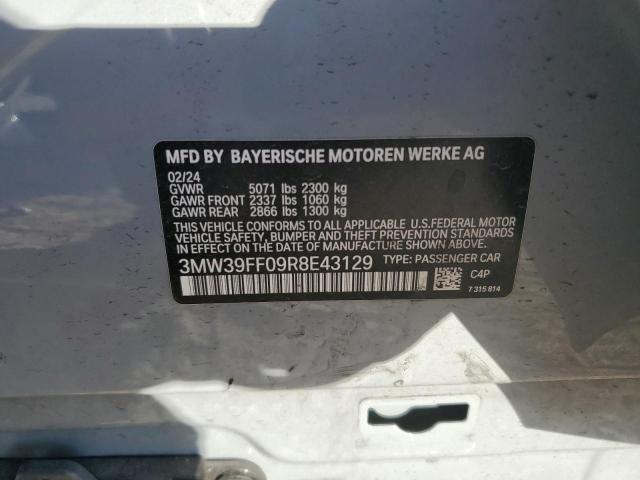 MFD BY BAYERISCHE MOTOREN WERKE AG
02/24
GVWR 5071 lbs 2300 kg
GAWR FRONT 2337 lbs 1060 kg
GAWR REAR 2866 lbs 1300 kg
THIS VEHICLE CONFORMS TO ALL APPLICABLE U.S.FEDERAL MOTOR
VEHICLE SAFETY, BUMPER AND THEFT PREVENTION STANDARDS
IN EFFECT ON THE DATE OF MANUFACTURE SHOWN ABOVE.
3MW39FF09R8E43129 TYPE: PASSENGER CAR
C4P
7 315 814